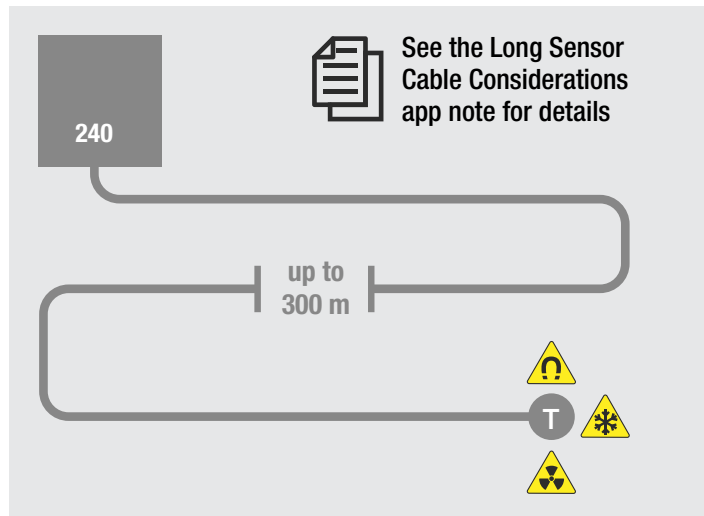 See the Long Sensor
Cable Considerations
app note for details
240
up to
300 m
T